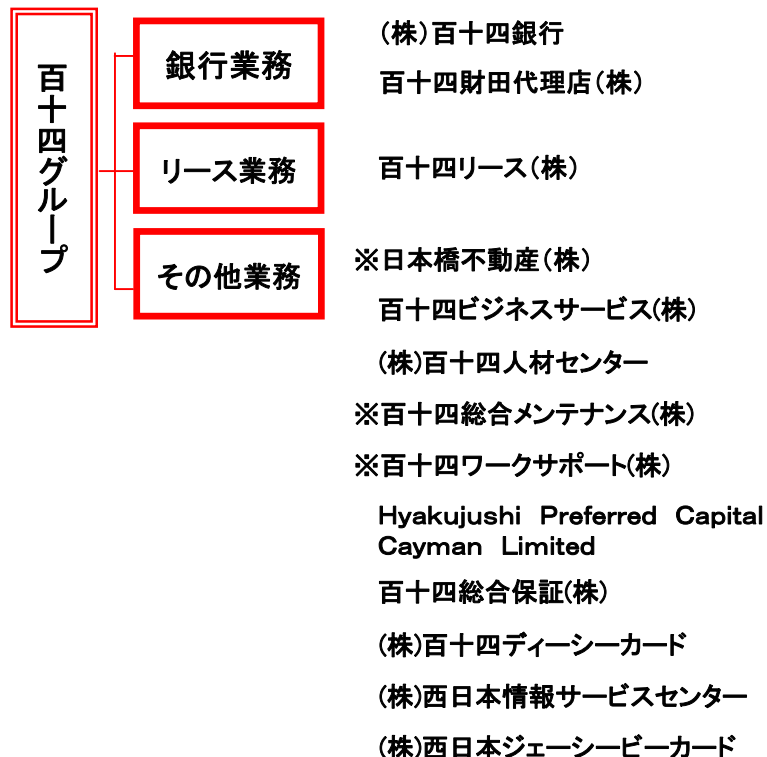 百十四グループ
銀行業務
(株)百十四銀行
百十四財田代理店(株)
リース業務
百十四リース(株)
その他業務
※日本橋不動産(株)
百十四ビジネスサービス(株)
(株)百十四人材センター
※百十四総合メンテナンス(株)
※百十四ワークサポート(株)
Hyakujushi Preferred Capital
Cayman Limited
百十四総合保証(株)
(株)百十四ディーシーカード
(株)西日本情報サービスセンター
(株)西日本ジェーシービーカード